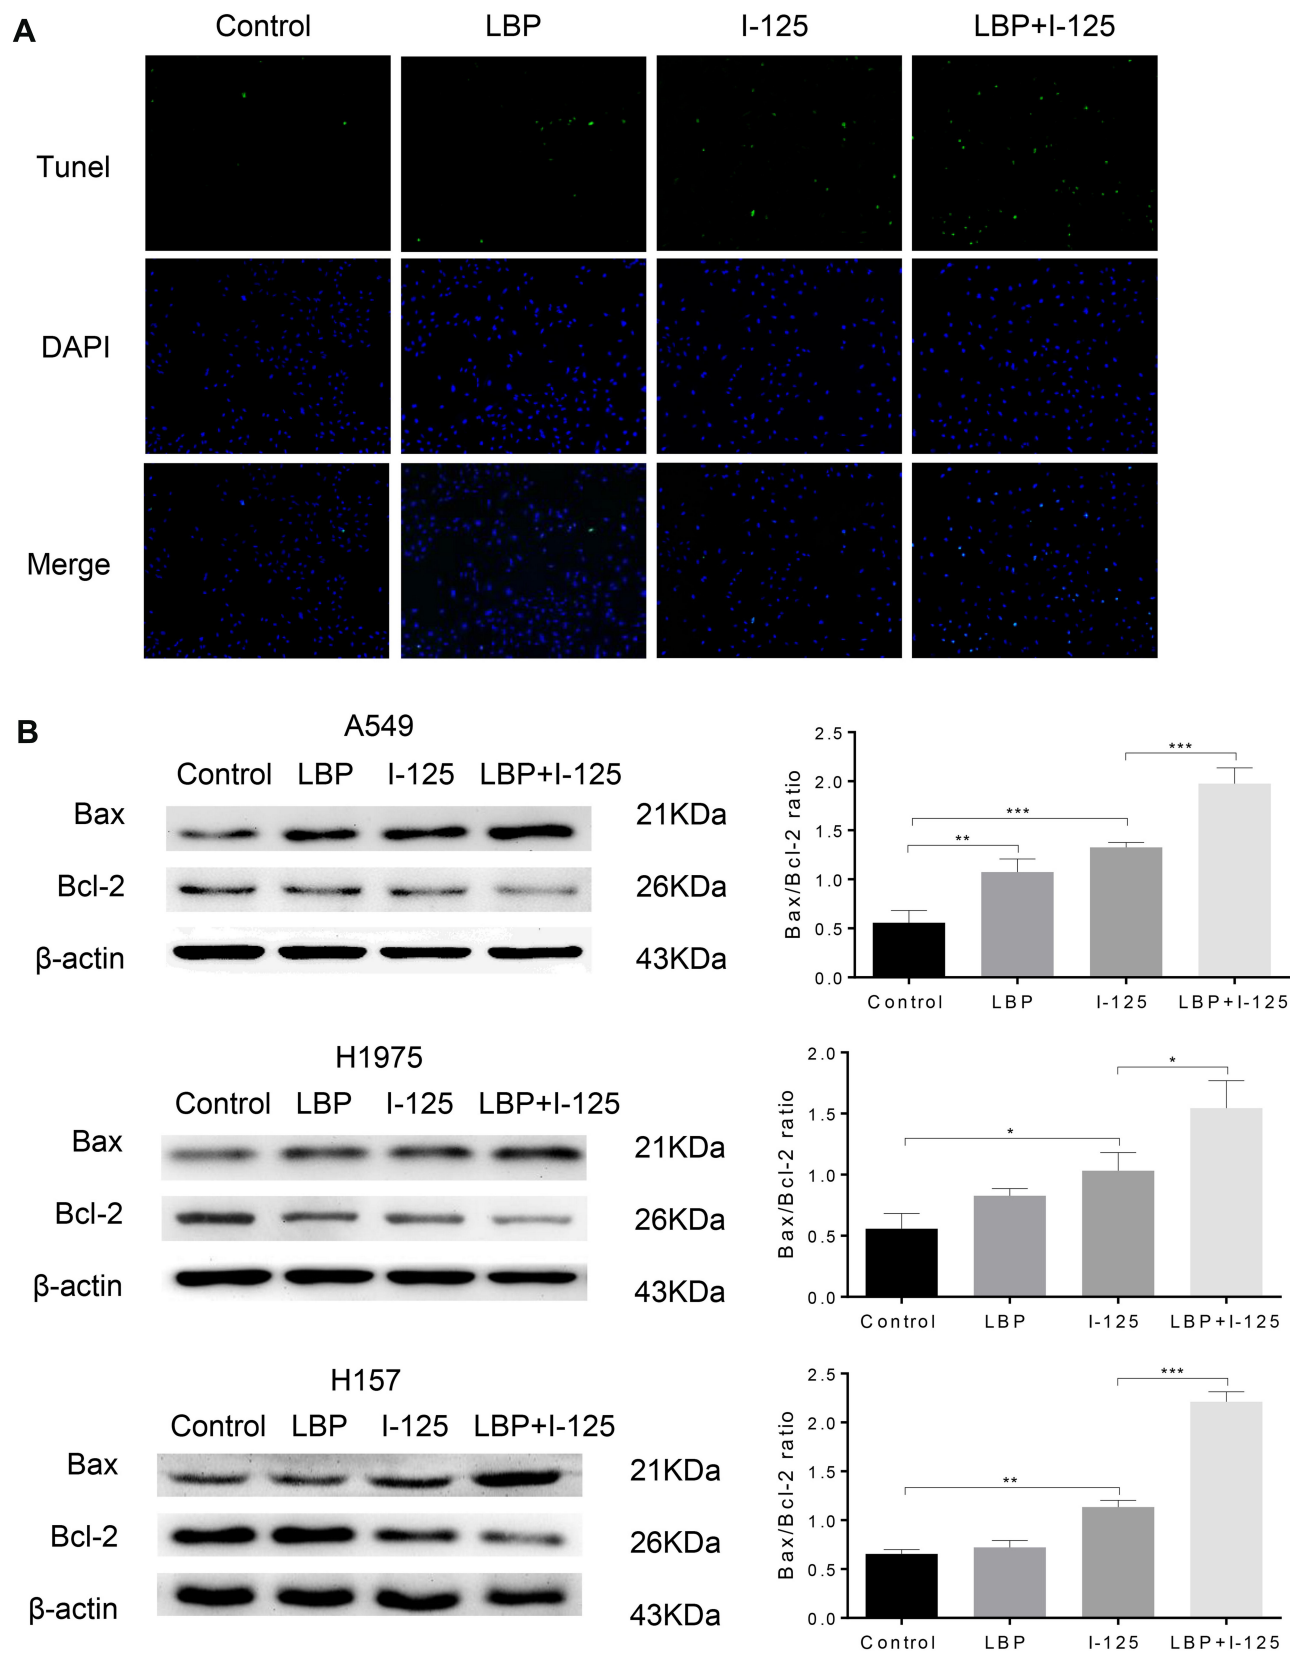 A
Control LBP I-125 LBP+I-125
Tunel
DAPI
Merge
B
A549
Control LBP I-125 LBP+I-125
Bax 21KDa
Bcl-2 26KDa
β-actin 43KDa
Bax/Bcl-2 ratio
2.5
2.0
1.5
1.0
0.5
0.0
***
***
**
Control LBP I-125 LBP+I-125
H1975
Control LBP I-125 LBP+I-125
Bax 21KDa
Bcl-2 26KDa
β-actin 43KDa
Bax/Bcl-2 ratio
2.0
1.5
1.0
0.5
0.0
*
*
Control LBP I-125 LBP+I-125
H157
Control LBP I-125 LBP+I-125
Bax 21KDa
Bcl-2 26KDa
β-actin 43KDa
Bax/Bcl-2 ratio
2.5
2.0
1.5
1.0
0.5
0.0
***
**
Control LBP I-125 LBP+I-125